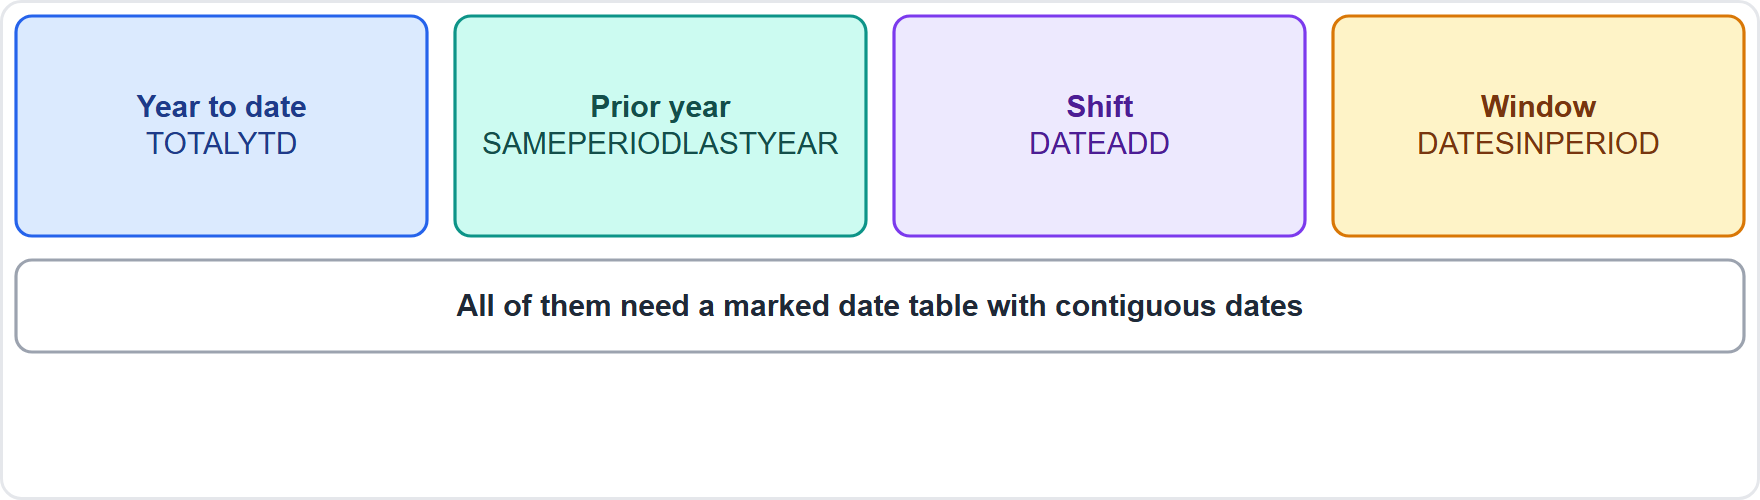 Year to date
TOTALYTD
Prior year
SAMEPERIODLASTYEAR
Shift
DATEADD
Window
DATESINPERIOD
All of them need a marked date table with contiguous dates